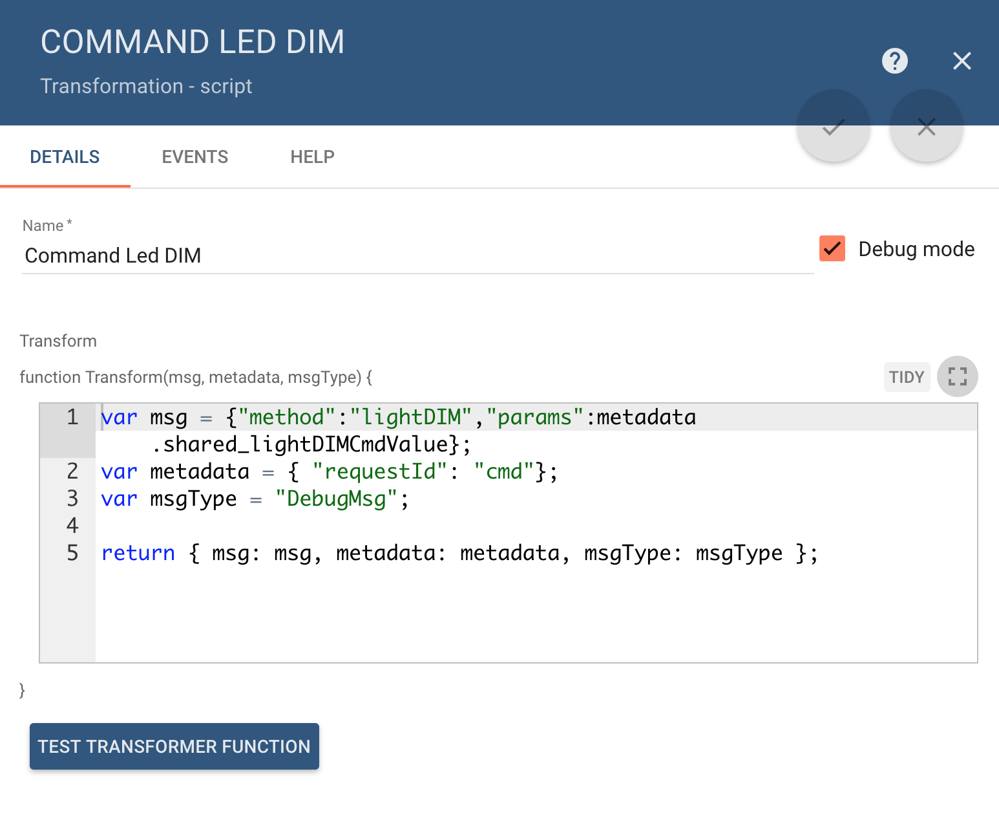 COMMAND LED DIM
Transformation - script
?
DETAILS EVENTS HELP
Name *
Command Led DIM
Debug mode
Transform
function Transform(msg, metadata, msgType) {
TIDY
1 var msg = {"method":"lightDIM","params":metadata
.shared_lightDIMCmdValue};
2 var metadata = { "requestId": "cmd"};
3 var msgType = "DebugMsg";
4
5 return { msg: msg, metadata: metadata, msgType: msgType };
}
TEST TRANSFORMER FUNCTION